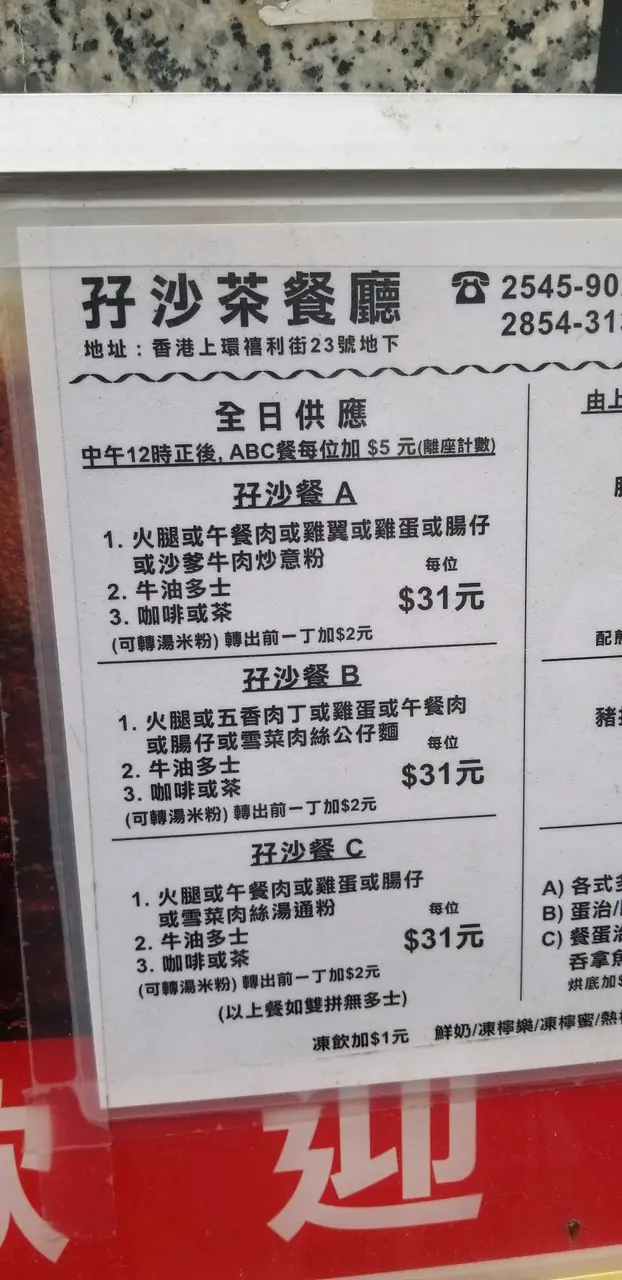 孖沙茶餐廳
☎ 2545-90
2854-31
地址：香港上環禧利街23號地下
全日供應
中午12時正後, ABC餐每位加 $5 元(離座計數)
孖沙餐 A
1. 火腿或午餐肉或雞翼或雞蛋或腸仔
或沙爹牛肉炒意粉
每位
2. 牛油多士
$31元
3. 咖啡或茶
(可轉湯米粉) 轉出前一丁加$2元
孖沙餐 B
1. 火腿或五香肉丁或雞蛋或午餐肉
或腸仔或雪菜肉絲公仔麵
每位
2. 牛油多士
$31元
3. 咖啡或茶
(可轉湯米粉) 轉出前一丁加$2元
孖沙餐 C
1. 火腿或午餐肉或雞蛋或腸仔
或雪菜肉絲湯通粉
每位
2. 牛油多士
$31元
3. 咖啡或茶
(可轉湯米粉) 轉出前一丁加$2元
(以上餐如雙拼無多士)
凍飲加$1元 鮮奶/凍檸樂/凍檸蜜/熱
由上
配
豬
A) 各式
B) 蛋治/
C) 餐蛋治
吞拿魚
烘底加$
歡迎